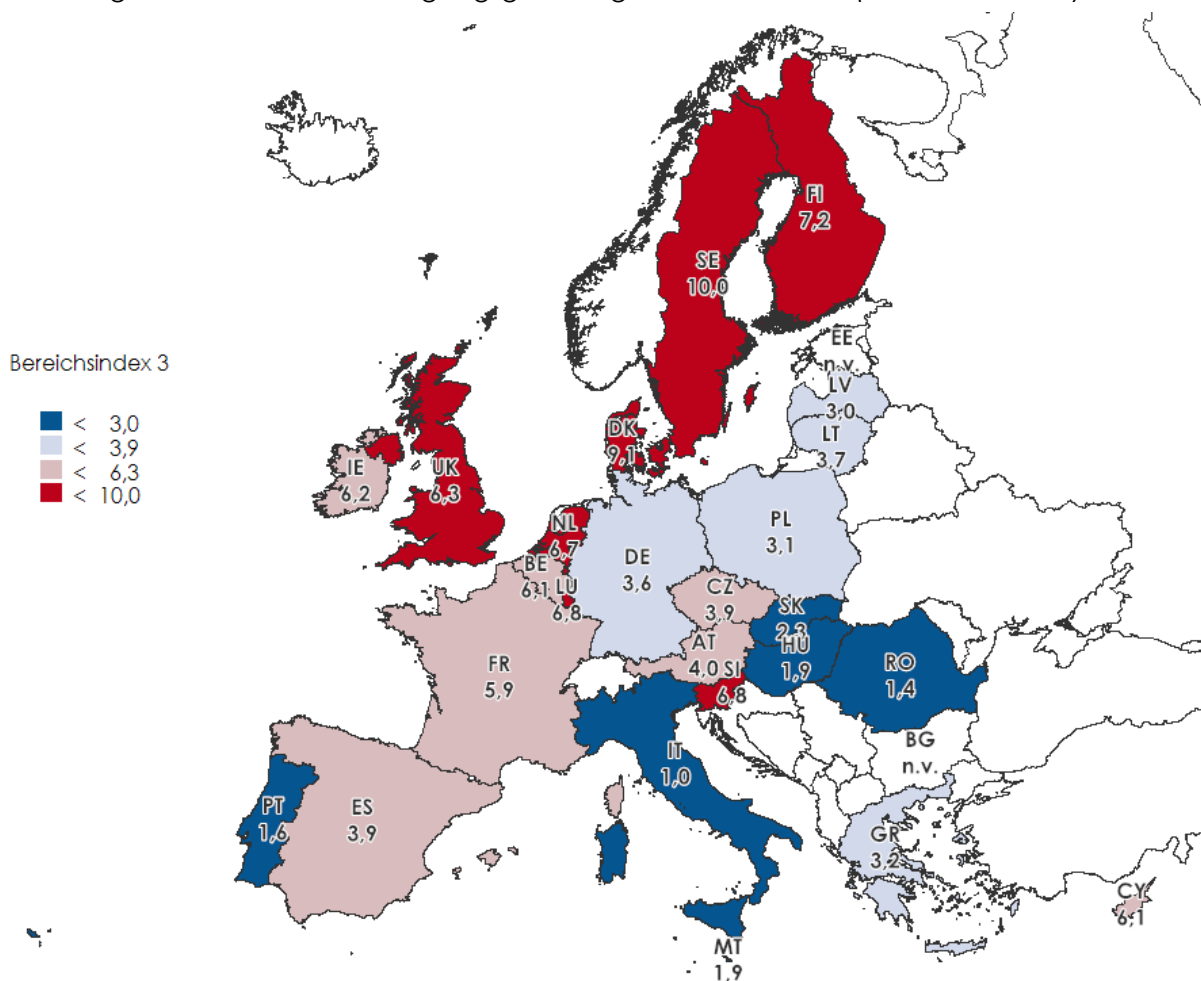 FI
7,2
SE
10,0
EE
n.v.
LV
3,0
LT
3,7
Bereichsindex 3
< 3,0
< 3,9
< 6,3
< 10,0
DK
9,1
IE
6,2
UK
6,3
NL
6,7
BE
6,1
LU
6,8
DE
3,6
PL
3,1
CZ
3,9
SK
2,3
HU
1,9
AT
4,0
SI
6,8
RO
1,4
FR
5,9
BG
n.v.
IT
1,0
PT
1,6
ES
3,9
GR
3,2
CY
6,1
MT
1,9